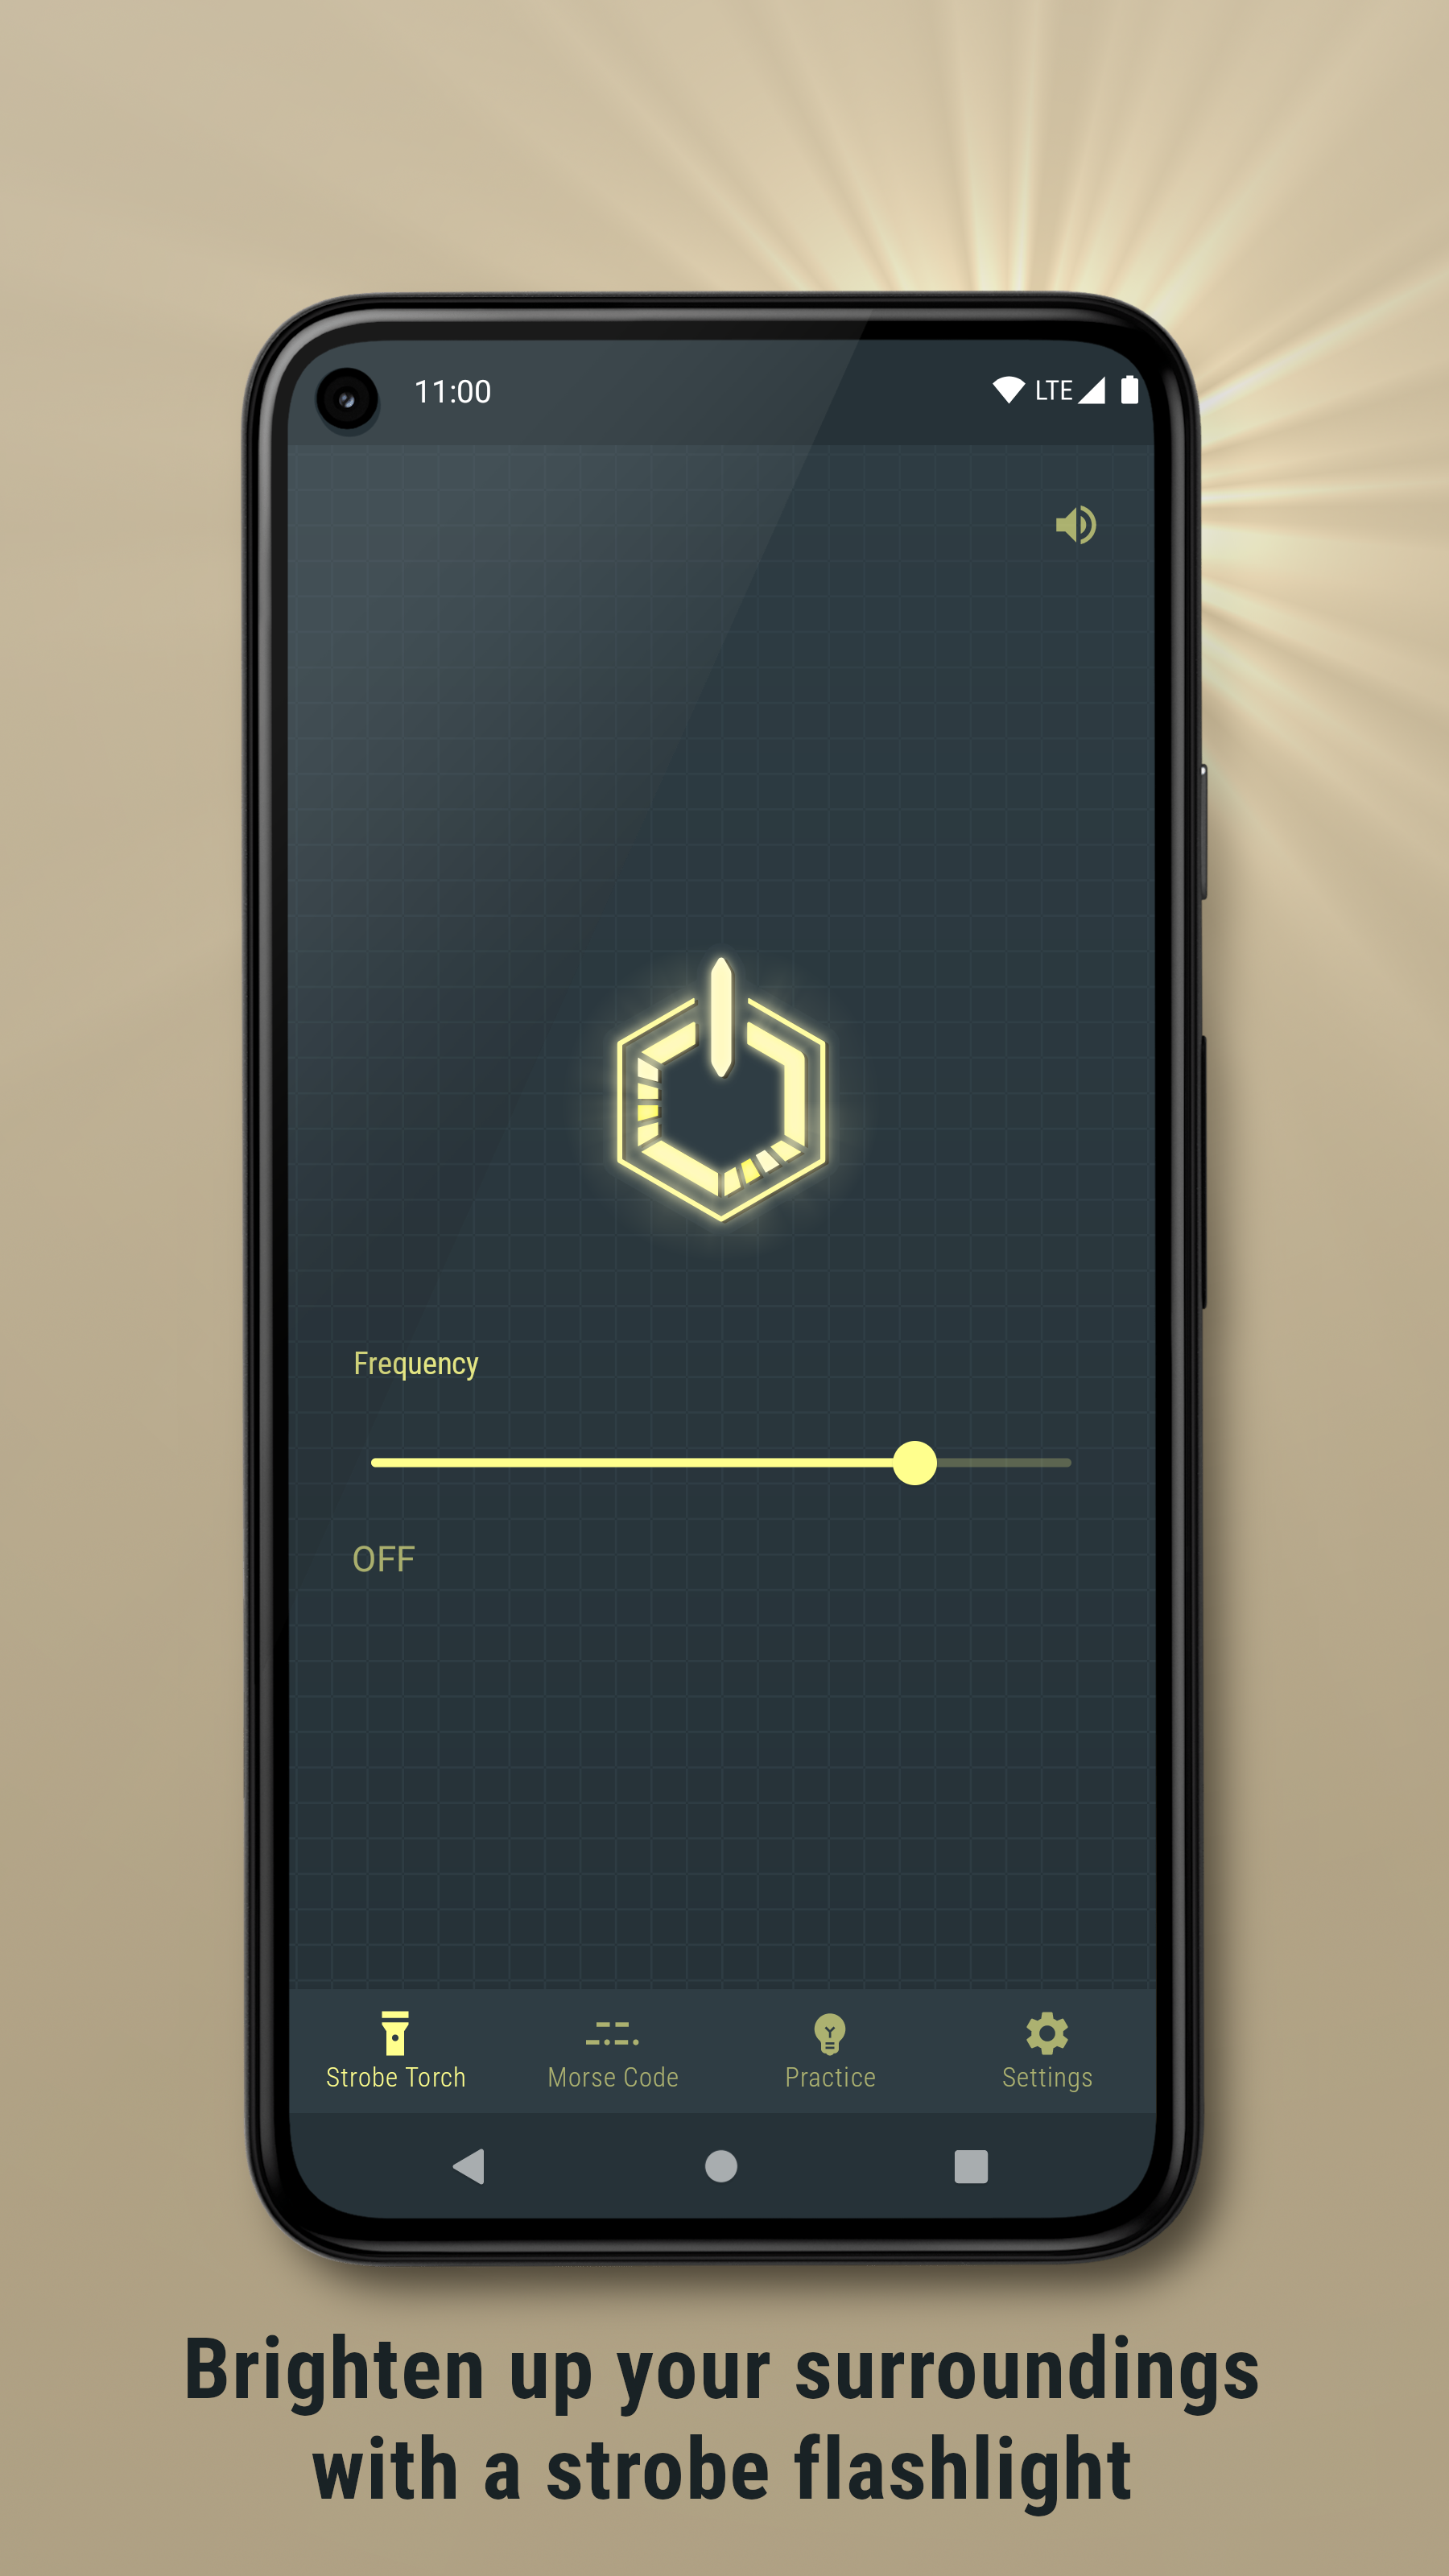 11:00
LTE
Frequency
OFF
Strobe Torch
Morse Code
Practice
Settings
Brighten up your surroundings
with a strobe flashlight